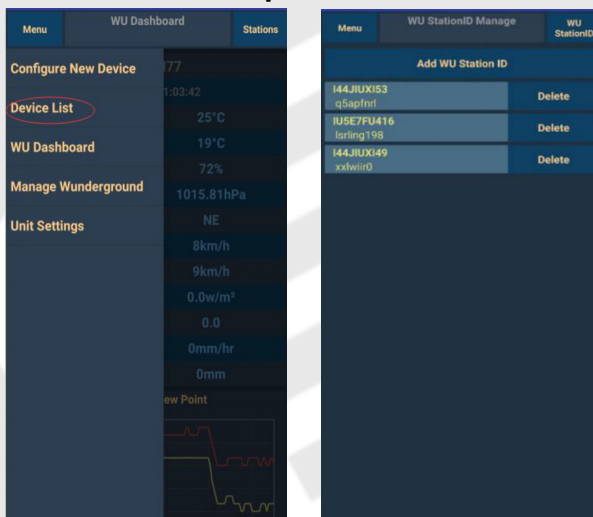 Menu
WU Dashboard
Stations
Configure New Device
Device List
WU Dashboard
Manage Wunderground
Unit Settings
I77
1:03:42
25°C
19°C
72%
1015.81hPa
NE
8km/h
9km/h
0.0w/m²
0.0
0mm/hr
0mm
ew Point
Menu
WU StationID Manage
WU
StationID
Add WU Station ID
I44JIUXI53
q5apfnrl
Delete
IU5E7FU416
lsrling198
Delete
I44JIUXI49
xxlwiir0
Delete